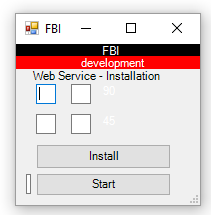 FBI
FBI
development
Web Service - Installation
50
45
Install
Start